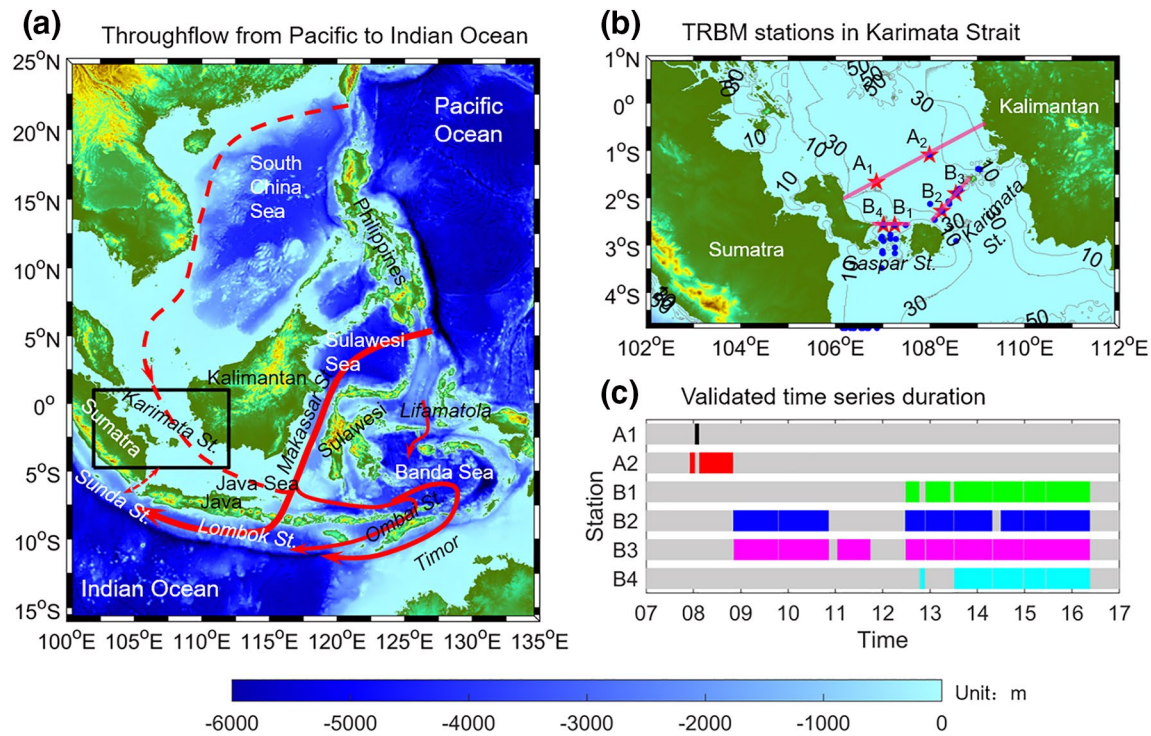 (a)
Throughflow from Pacific to Indian Ocean
25°N
20°N
15°N
10°N
5°N
0°
5°S
10°S
15°S
100°E
105°E
110°E
115°E
120°E
125°E
130°E
135°E
Pacific
Ocean
South
China
Sea
Philippines
Sulawesi
Sea
Kalimantan
Makassar St.
Karimata St.
Sumatra
Sulawesi
Lifamatola
Banda Sea
Java Sea
Java
Sunda St.
Lombok St.
Ombai St.
Timor
Indian Ocean
(b)
TRBM stations in Karimata Strait
1°N
0°
1°S
2°S
3°S
4°S
102°E
104°E
106°E
108°E
110°E
112°E
50
30
10
Kalimantan
A1
A2
B3
B2
B4
B1
Sumatra
Gaspar St.
Karimata
St.
10
30
10
30
50
(c)
Validated time series duration
Station
A1
A2
B1
B2
B3
B4
07 08 09 10 11 12 13 14 15 16 17
Time
Unit: m
-6000 -5000 -4000 -3000 -2000 -1000 0